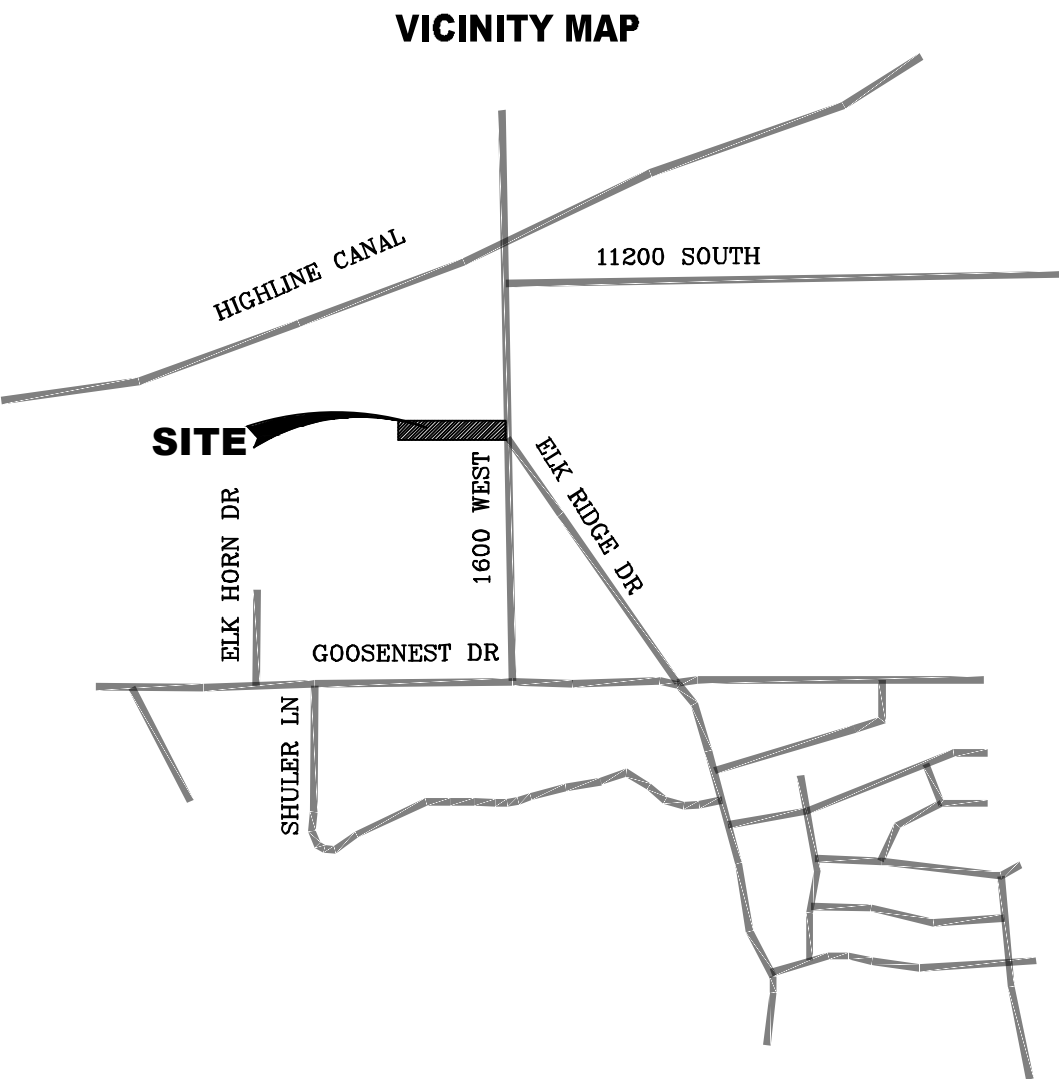 VICINITY MAP
HIGHLINE CANAL
11200 SOUTH
SITE
ELK RIDGE DR
1600 WEST
ELK HORN DR
GOOSENEST DR
SHULER LN